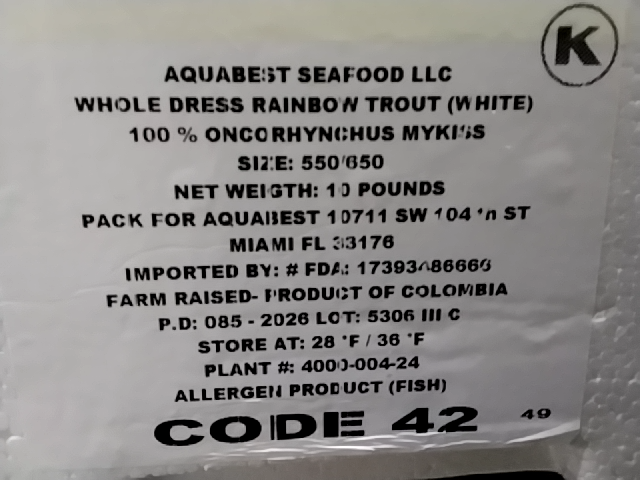 K
AQUABEST SEAFOOD LLC
WHOLE DRESS RAINBOW TROUT (WHITE)
100 % ONCORHYNCHUS MYKISS
SIZE: 550/650
NET WEIGTH: 10 POUNDS
PACK FOR AQUABEST 10711 SW 104 ST
MIAMI FL 33176
IMPORTED BY: # FDA:
FARM RAISED- PRODUCT OF COLOMBIA
P.D: 085 - 2026 LOT: 5306 III C
STORE AT: 28 °F / 36 °F
PLANT #: 4000-004-24
ALLERGEN PRODUCT (FISH)
CODE 42 49